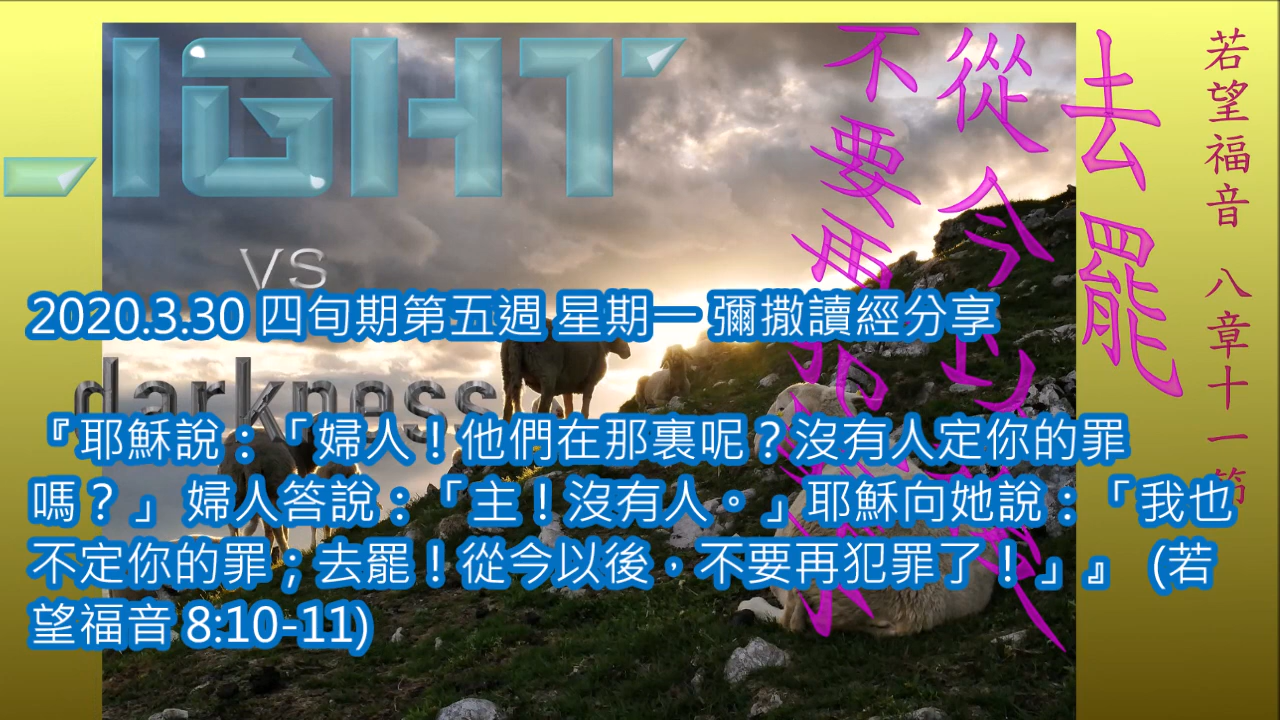 若望福音 八章十一節
去罷
從今以後
不要再犯罪了
LIGHT
VS
darkness
2020.3.30 四旬期第五週 星期一 彌撒讀經分享
『耶穌說：「婦人！他們在那裏呢？沒有人定你的罪
嗎？」 婦人答說：「主！沒有人。」耶穌向她說：「我也
不定你的罪；去罷！從今以後，不要再犯罪了！」』 (若
望福音 8:10-11)